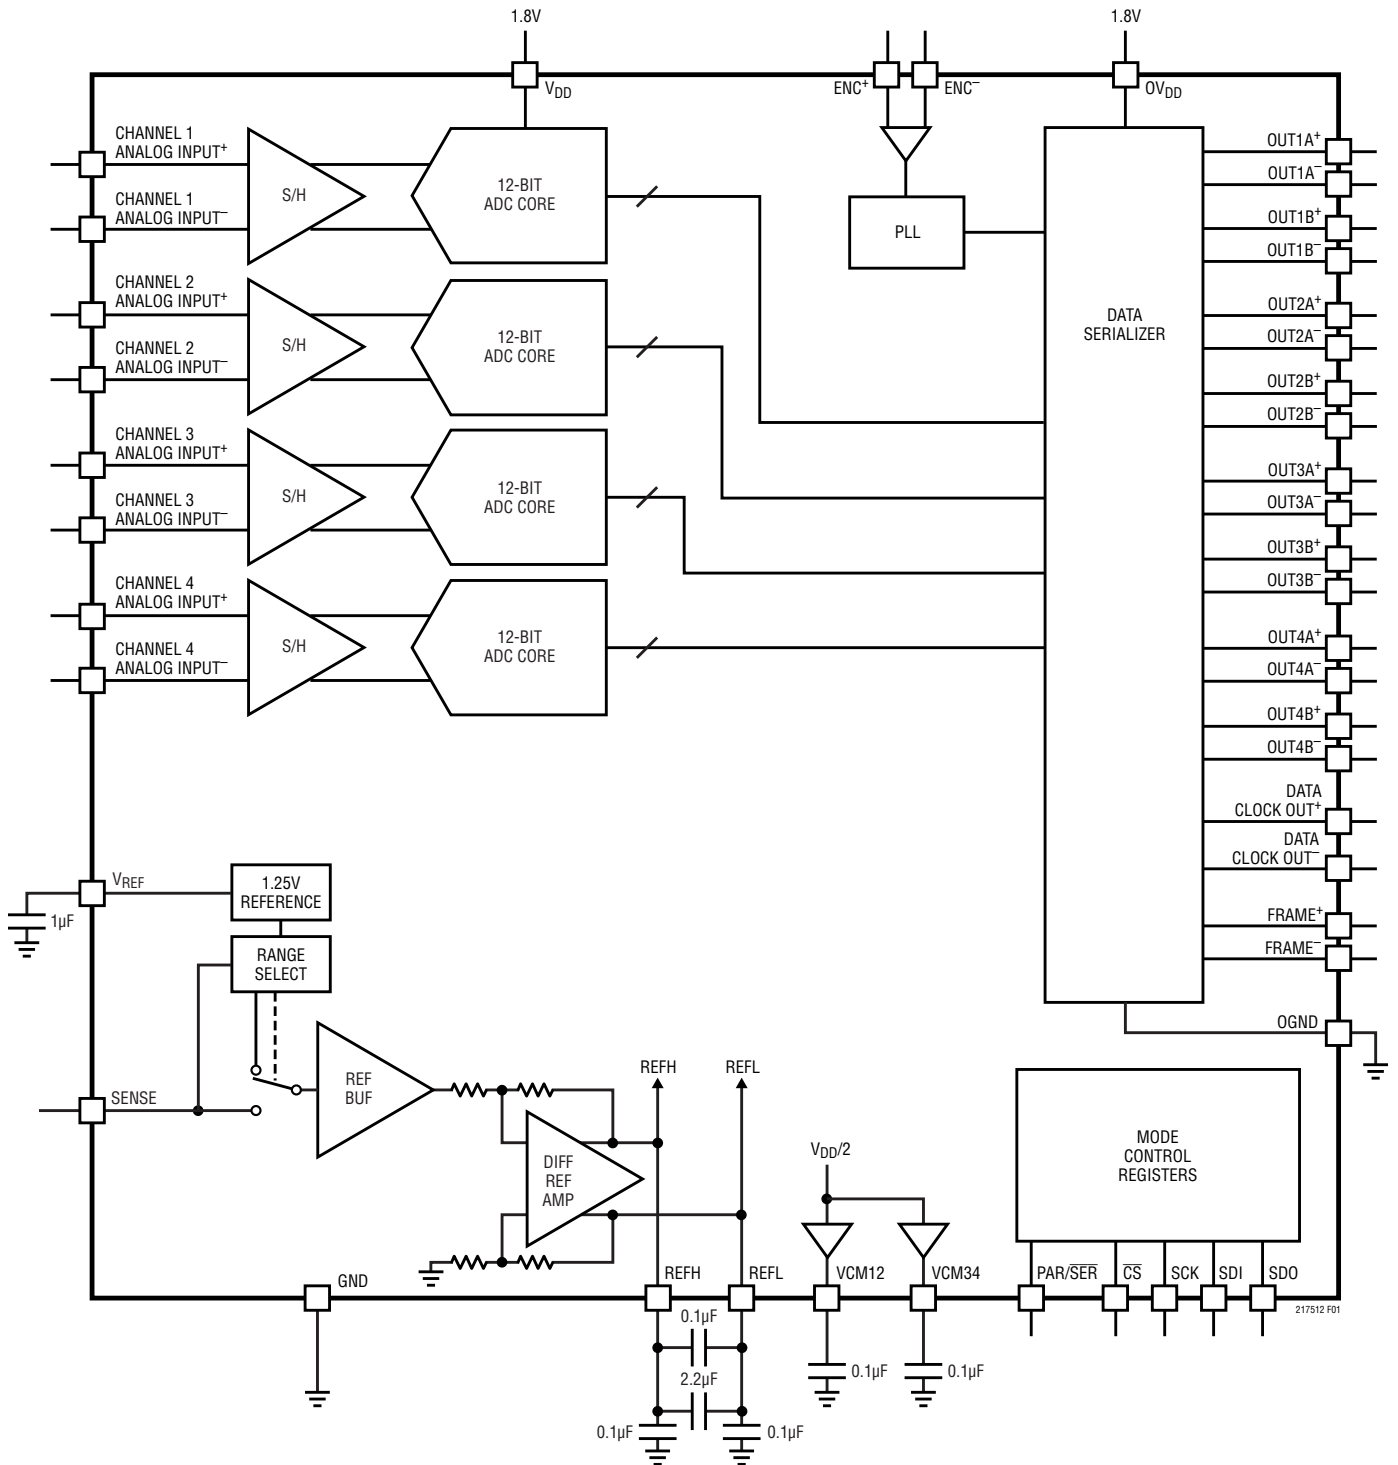 1.8V
1.8V
VDD
ENC+
ENC–
OVDD
CHANNEL 1
ANALOG INPUT+
CHANNEL 1
ANALOG INPUT–
S/H
12-BIT
ADC CORE
CHANNEL 2
ANALOG INPUT+
CHANNEL 2
ANALOG INPUT–
S/H
12-BIT
ADC CORE
CHANNEL 3
ANALOG INPUT+
CHANNEL 3
ANALOG INPUT–
S/H
12-BIT
ADC CORE
CHANNEL 4
ANALOG INPUT+
CHANNEL 4
ANALOG INPUT–
S/H
12-BIT
ADC CORE
PLL
DATA
SERIALIZER
OUT1A+
OUT1A–
OUT1B+
OUT1B–
OUT2A+
OUT2A–
OUT2B+
OUT2B–
OUT3A+
OUT3A–
OUT3B+
OUT3B–
OUT4A+
OUT4A–
OUT4B+
OUT4B–
DATA
CLOCK OUT+
DATA
CLOCK OUT–
FRAME+
FRAME–
OGND
VREF
1µF
1.25V
REFERENCE
RANGE
SELECT
SENSE
REF
BUF
DIFF
REF
AMP
REFH
REFL
VDD/2
MODE
CONTROL
REGISTERS
GND
REFH
REFL
VCM12
VCM34
PAR/SER
CS
SCK
SDI
SDO
217512 F01
0.1µF
2.2µF
0.1µF
0.1µF
0.1µF
0.1µF